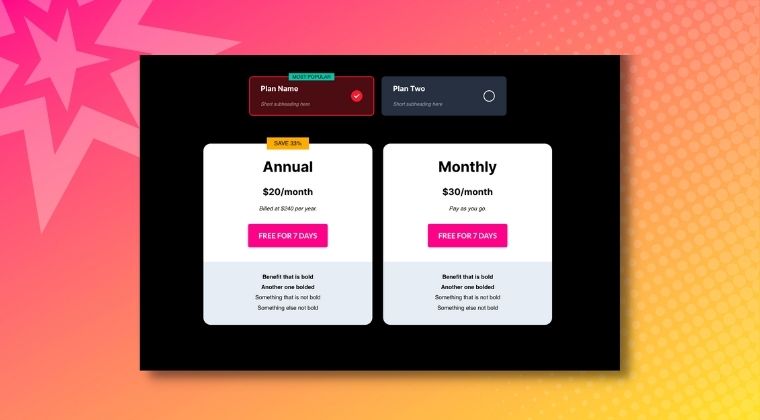 MOST POPULAR
Plan Name
Short subheading here
Plan Two
Short subheading here
SAVE 33%
Annual
$20/month
Billed at $240 per year.
FREE FOR 7 DAYS
Benefit that is bold
Another one bolded
Something that is not bold
Something else not bold
Monthly
$30/month
Pay as you go.
FREE FOR 7 DAYS
Benefit that is bold
Another one bolded
Something that is not bold
Something else not bold